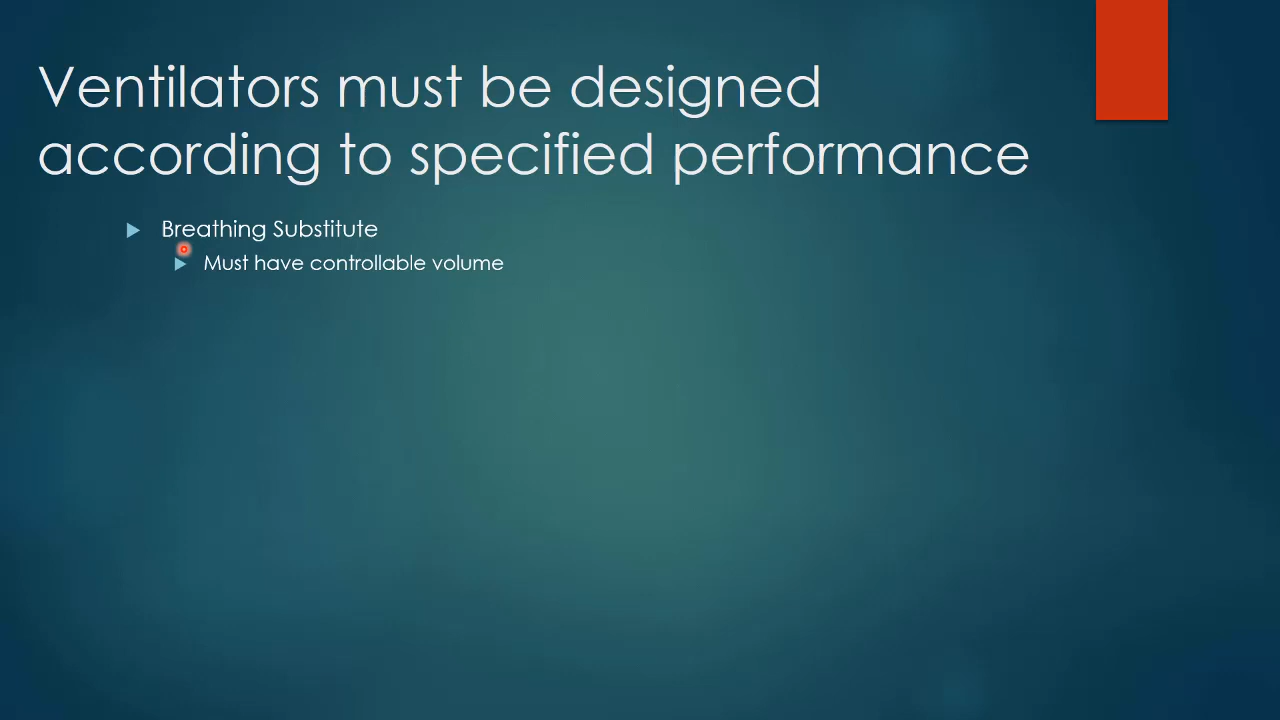 Ventilators must be designed
according to specified performance
Breathing Substitute
Must have controllable volume